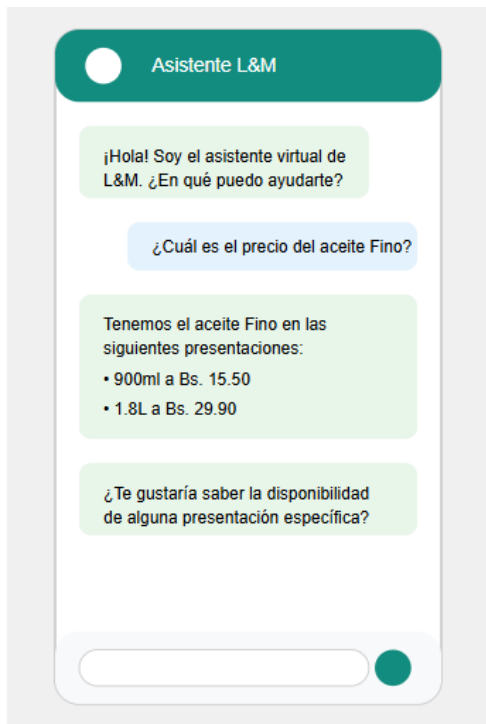 Asistente L&M
¡Hola! Soy el asistente virtual de
L&M. ¿En qué puedo ayudarte?
¿Cuál es el precio del aceite Fino?
Tenemos el aceite Fino en las
siguientes presentaciones:
• 900ml a Bs. 15.50
• 1.8L a Bs. 29.90
¿Te gustaría saber la disponibilidad
de alguna presentación específica?